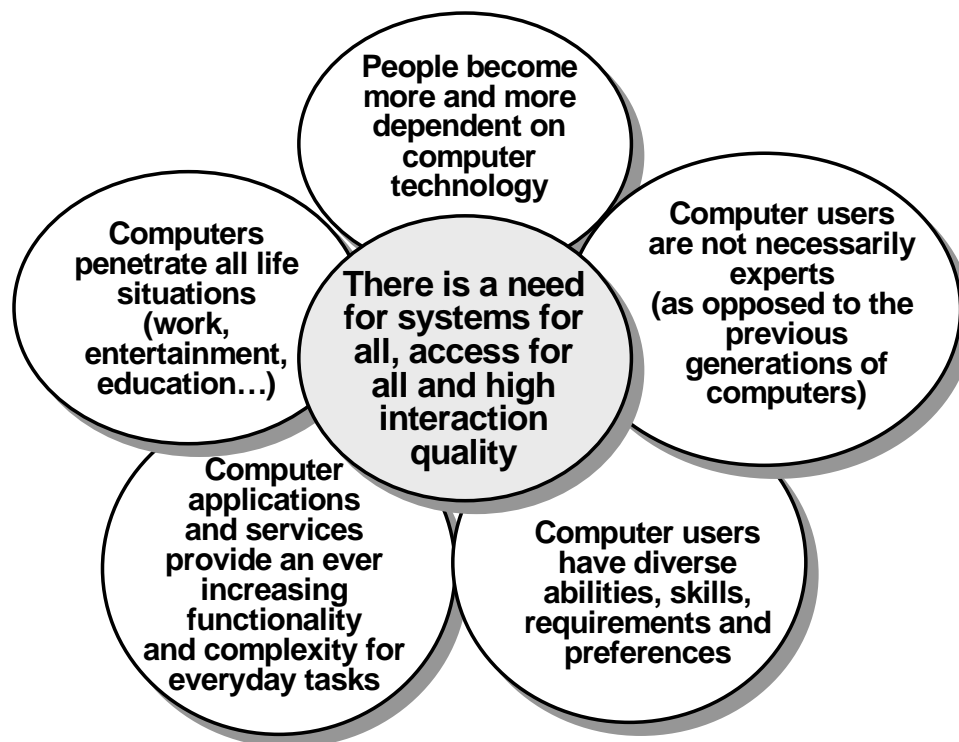 People become
more and more
dependent on
computer
technology
Computers
penetrate all life
situations
(work,
entertainment,
education…)
There is a need
for systems for
all, access for
all and high
interaction
quality
Computer users
are not necessarily
experts
(as opposed to the
previous
generations of
computers)
Computer
applications
and services
provide an ever
increasing
functionality
and complexity for
everyday tasks
Computer users
have diverse
abilities, skills,
requirements and
preferences